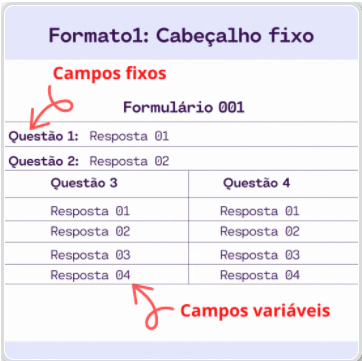 Formato1: Cabeçalho fixo
Campos fixos
Formulário 001
Questão 1: Resposta 01
Questão 2: Resposta 02
Questão 3 Questão 4
Resposta 01 Resposta 01
Resposta 02 Resposta 02
Resposta 03 Resposta 03
Resposta 04 Resposta 04
Campos variáveis